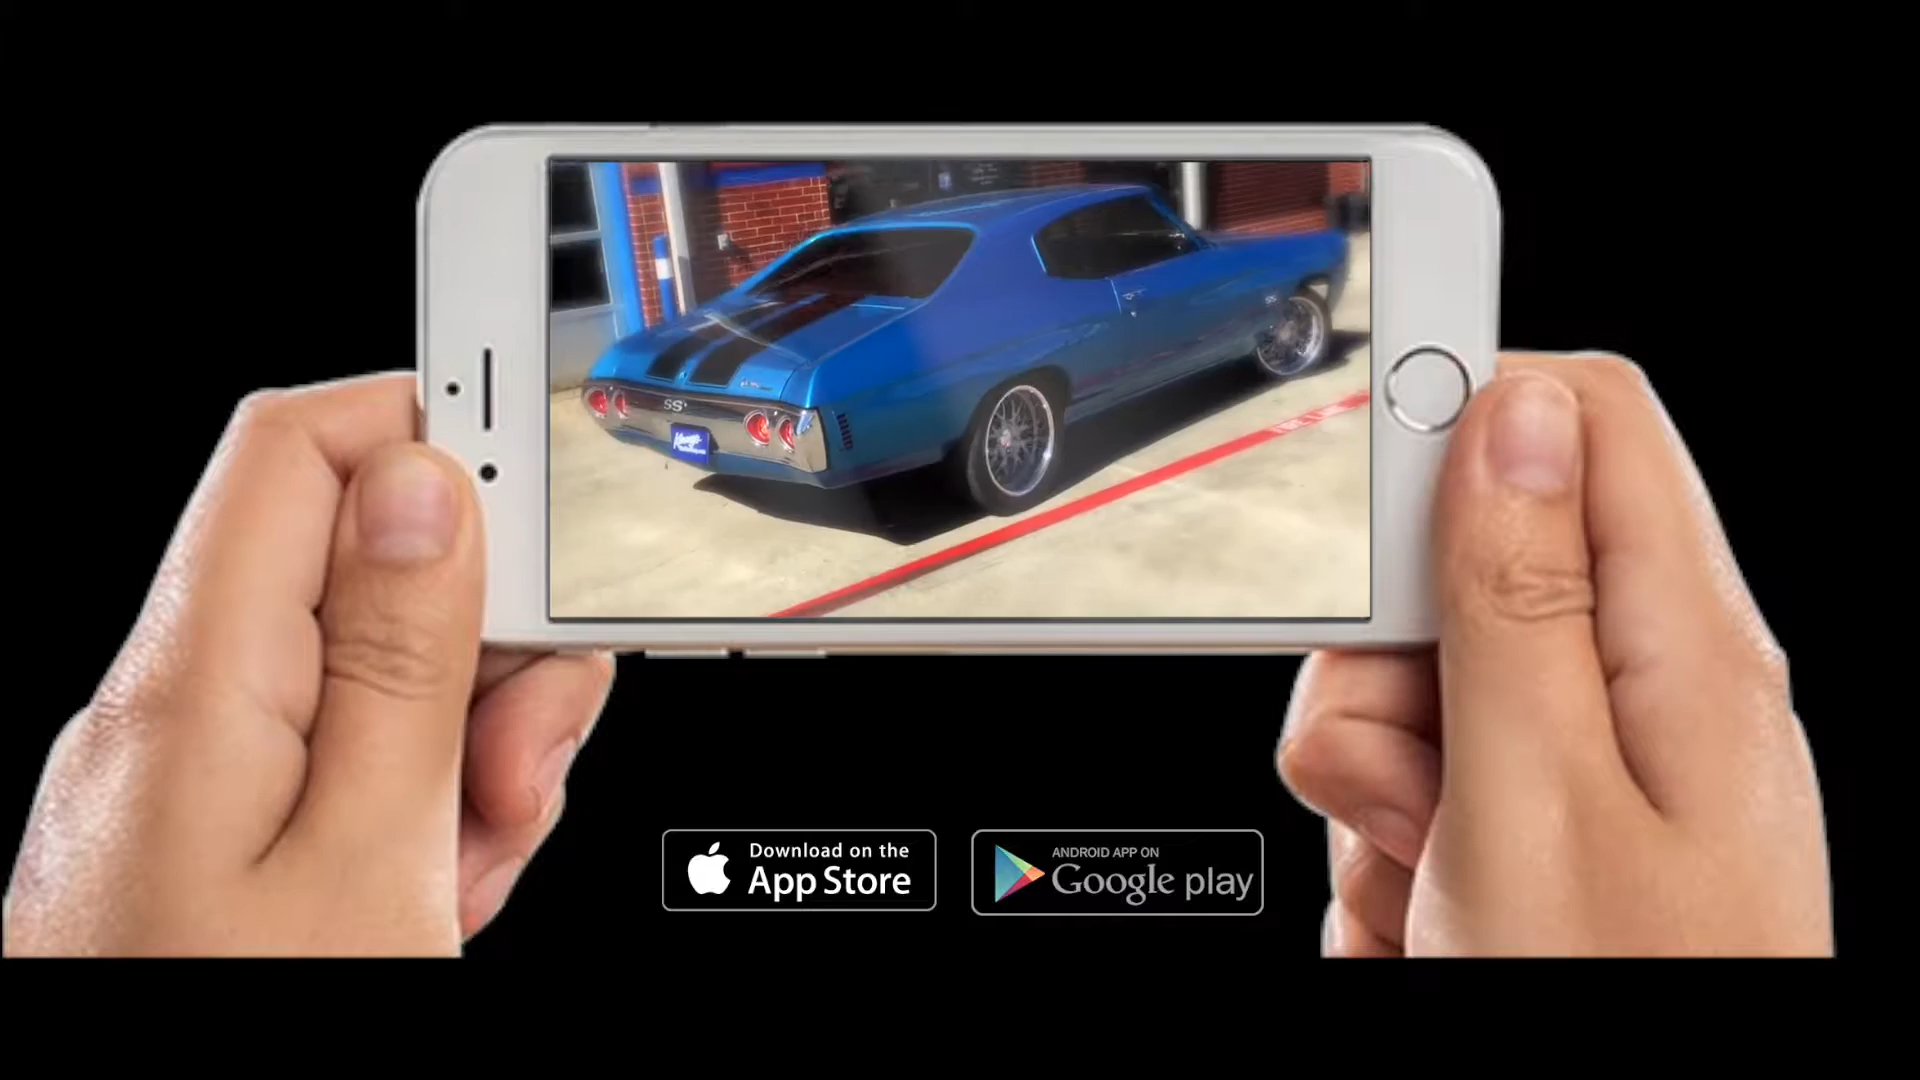 SS
Download on the
App Store
ANDROID APP ON
Google play